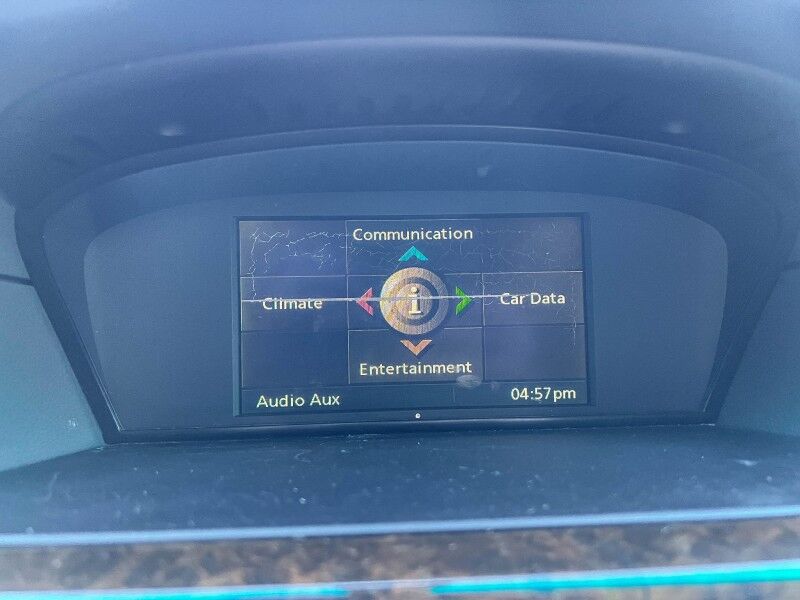 Communication
Climate
i
Car Data
Entertainment
Audio Aux
04:57pm